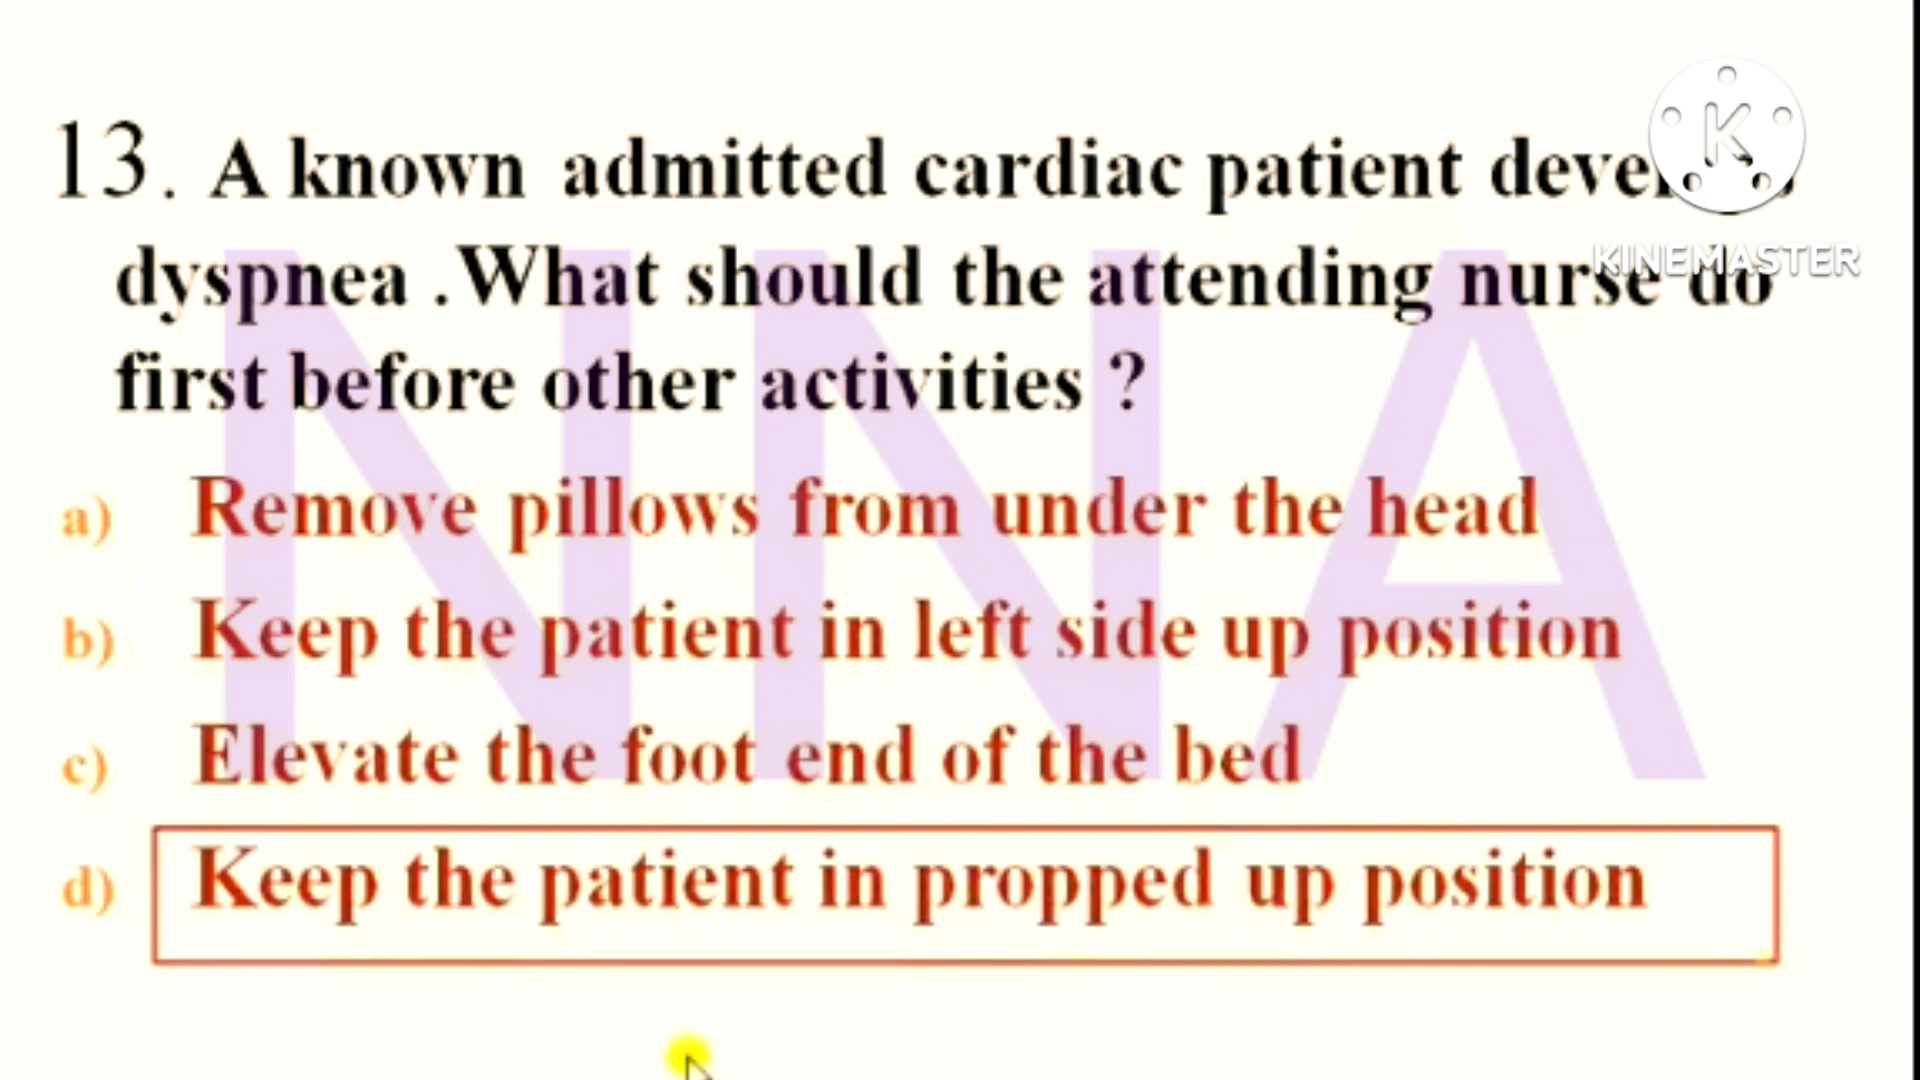 13. A known admitted cardiac patient
dyspnea .What should the attending nurse do
first before other activities ?
a) Remove pillows from under the head
b) Keep the patient in left side up position
c) Elevate the foot end of the bed
d) Keep the patient in propped up position
NNA
K
KINEMASTER